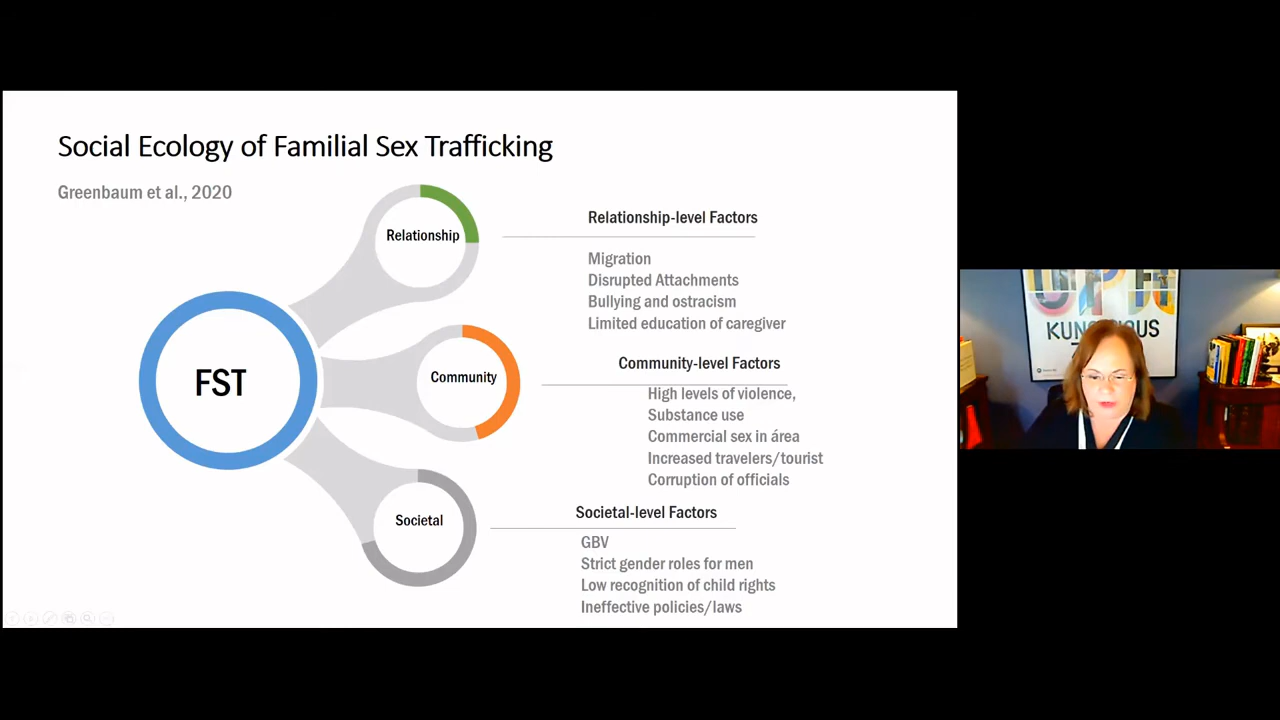 Social Ecology of Familial Sex Trafficking
Greenbaum et al., 2020
FST
Relationship
Relationship-level Factors
Migration
Disrupted Attachments
Bullying and ostracism
Limited education of caregiver
Community
Community-level Factors
High levels of violence,
Substance use
Commercial sex in área
Increased travelers/tourist
Corruption of officials
Societal
Societal-level Factors
GBV
Strict gender roles for men
Low recognition of child rights
Ineffective policies/laws